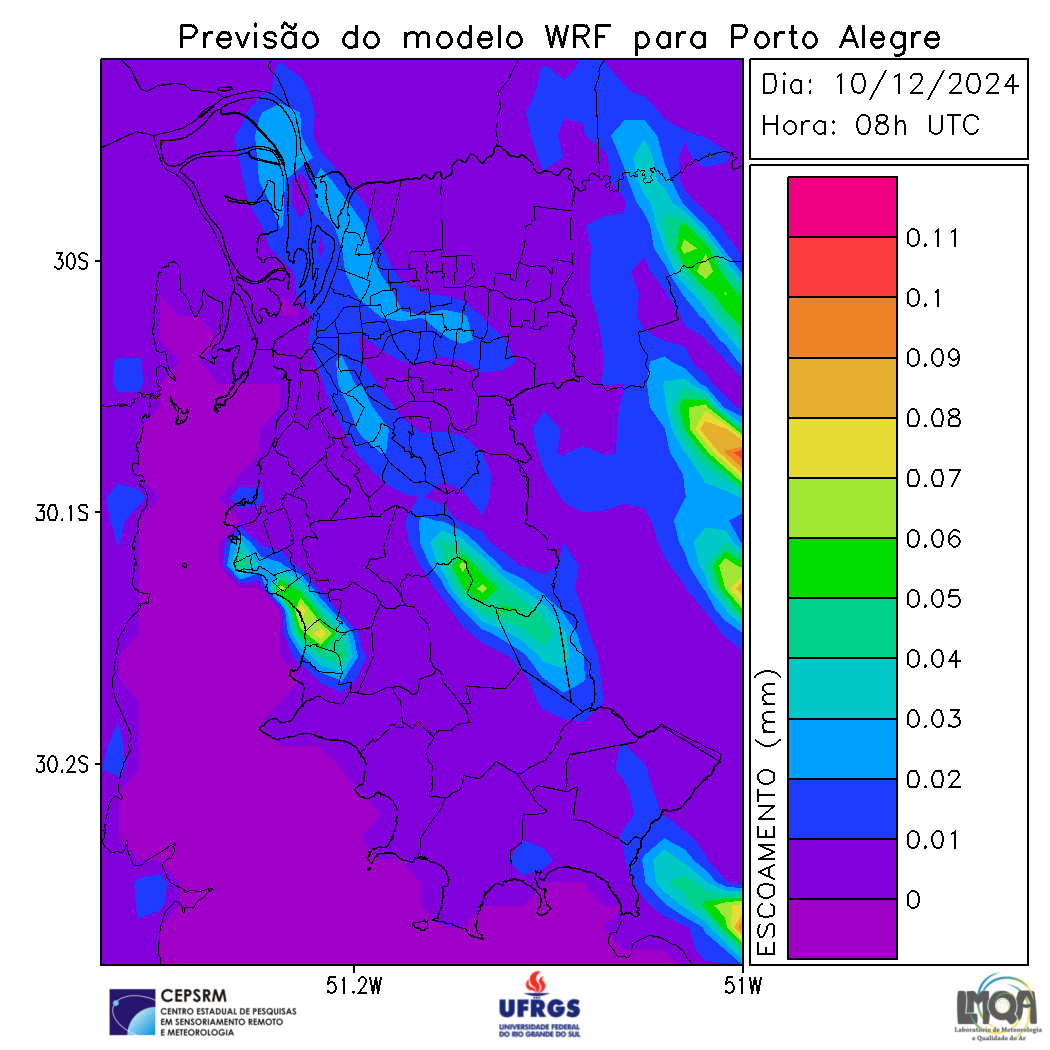 Previsão do modelo WRF para Porto Alegre
Dia: 10/12/2024
Hora: 08h UTC
30S
30.1S
30.2S
51.2W
51W
ESCOAMENTO (mm)
0.11
0.1
0.09
0.08
0.07
0.06
0.05
0.04
0.03
0.02
0.01
0
CEPSRM
CENTRO ESTADUAL DE PESQUISAS
EM SENSORIAMENTO REMOTO
E METEOROLOGIA
UFRGS
UNIVERSIDADE FEDERAL
DO RIO GRANDE DO SUL
LMQA
Laboratório de Meteorologia
e Qualidade do Ar